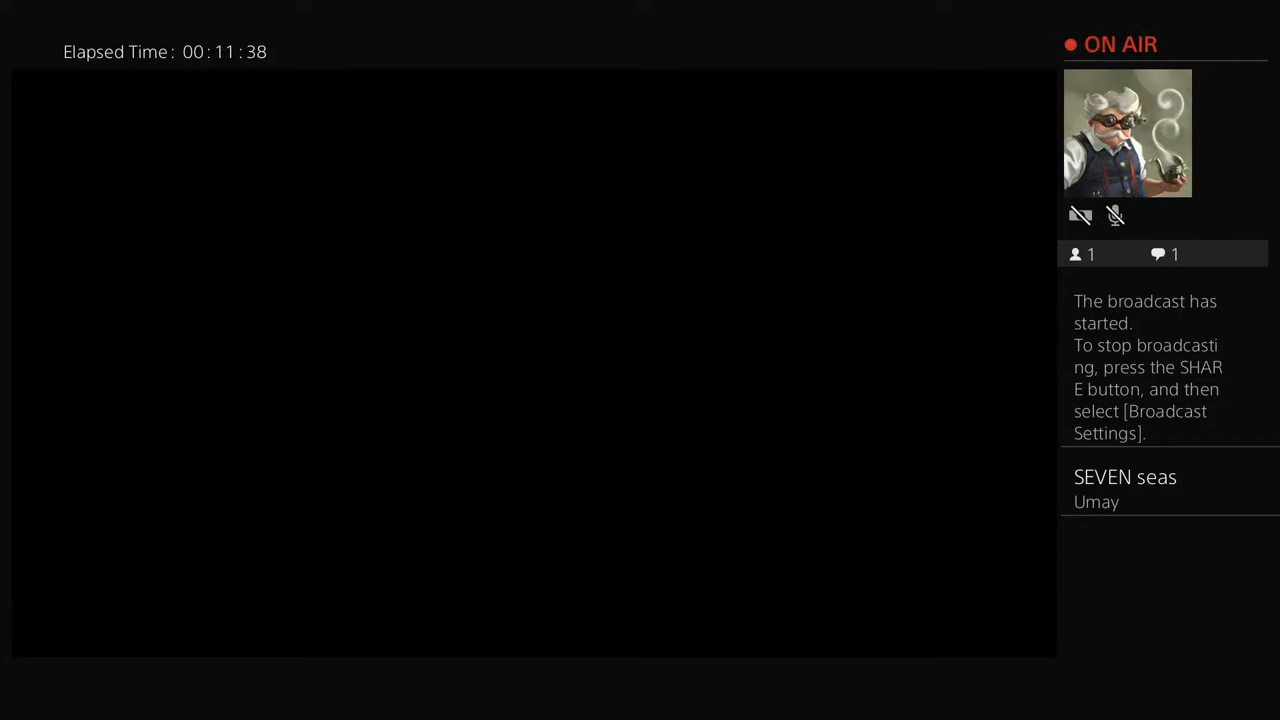 Elapsed Time: 00:11:38
ON AIR
1
1
The broadcast has
started.
To stop broadcasti
ng, press the SHAR
E button, and then
select [Broadcast
Settings].
SEVEN seas
Umay